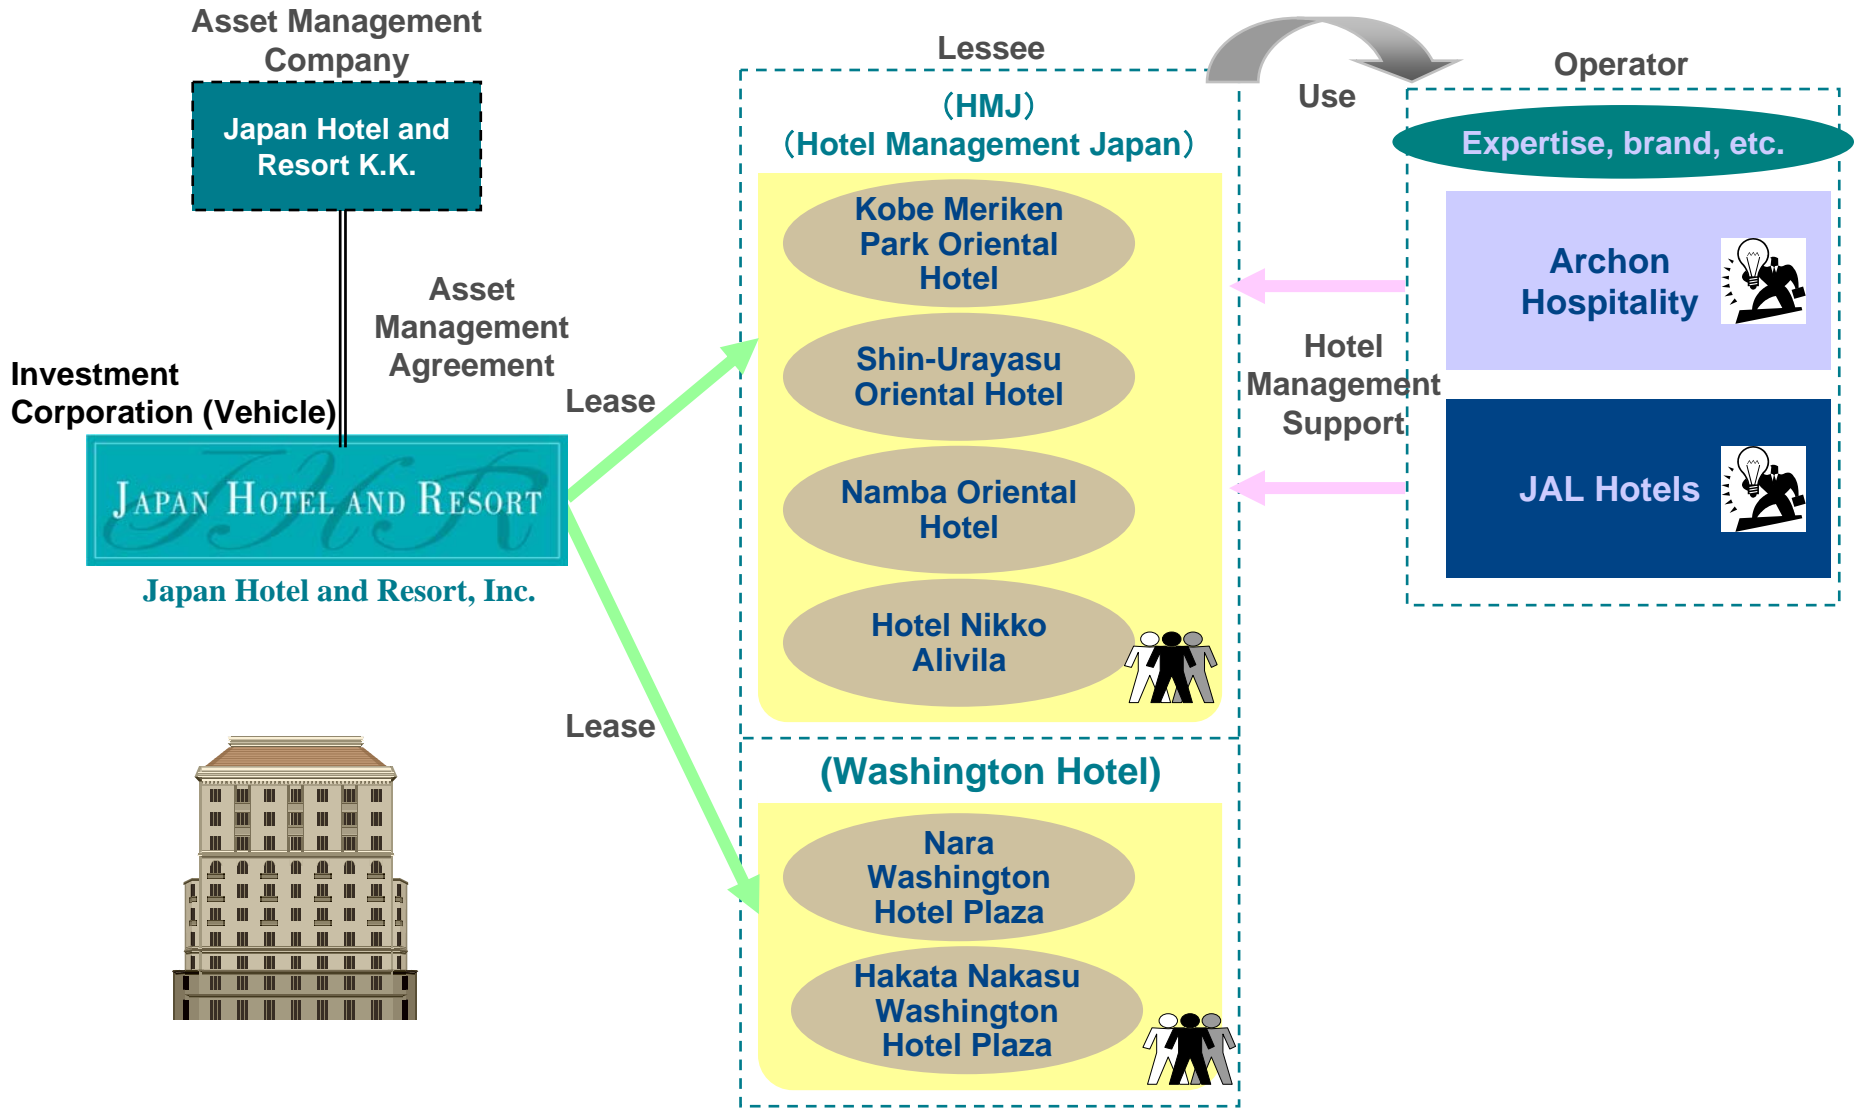 Asset Management
Company
Japan Hotel and
Resort K.K.
Asset
Management
Agreement
Investment
Corporation (Vehicle)
JAPAN HOTEL AND RESORT
Japan Hotel and Resort, Inc.
Lease
Lease
Lessee
（HMJ）
（Hotel Management Japan）
Kobe Meriken
Park Oriental
Hotel
Shin-Urayasu
Oriental Hotel
Namba Oriental
Hotel
Hotel Nikko
Alivila
(Washington Hotel)
Nara
Washington
Hotel Plaza
Hakata Nakasu
Washington
Hotel Plaza
Use
Hotel
Management
Support
Operator
Expertise, brand, etc.
Archon
Hospitality
JAL Hotels